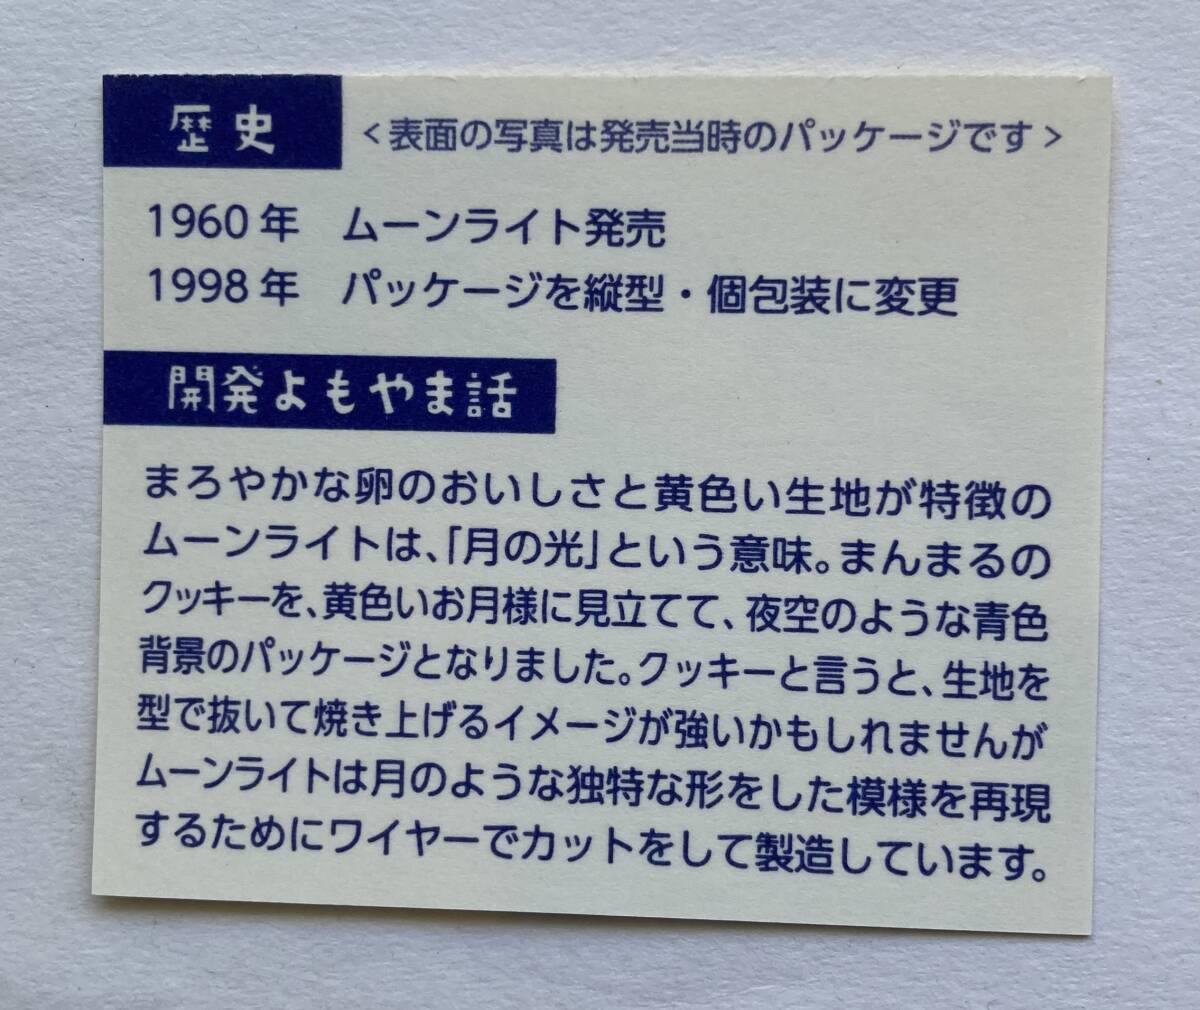 歴史 <表面の写真は発売当時のパッケージです>
1960年 ムーンライト発売
1998年 パッケージを縦型・個包装に変更
開発よもやま話
まろやかな卵のおいしさと黄色い生地が特徴の
ムーンライトは、「月の光」という意味。まんまるの
クッキーを、黄色いお月様に見立てて、夜空のような青色
背景のパッケージとなりました。クッキーと言うと、生地を
型で抜いて焼き上げるイメージが強いかもしれませんが
ムーンライトは月のような独特な形をした模様を再現
するためにワイヤーでカットをして製造しています。